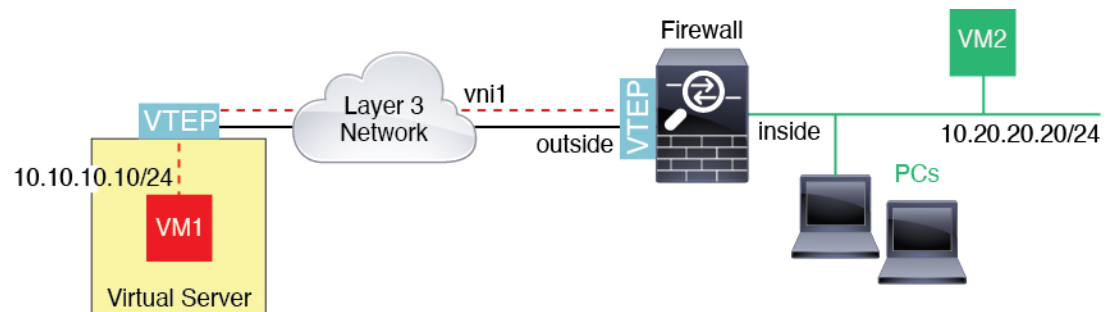 Firewall
VM2
VTEP
Layer 3
Network
vni1
outside
VTEP
inside
10.20.20.20/24
10.10.10.10/24
VM1
PCs
Virtual Server